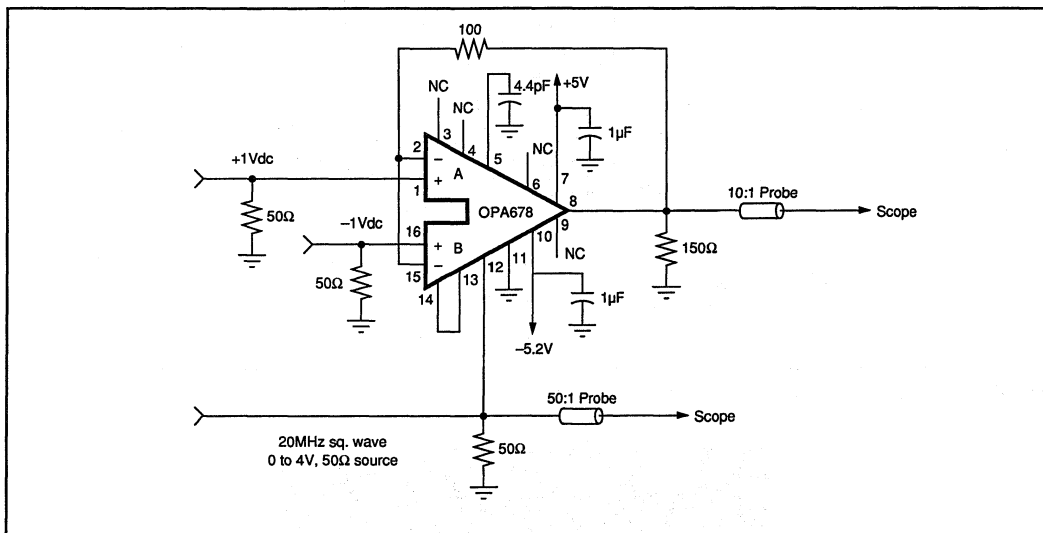 100
NC
4.4pF
+5V
NC
3
4
5
NC
1µF
2
–
A
6
7
+1Vdc
1
+
OPA678
8
10:1 Probe
Scope
50Ω
–1Vdc
16
+
B
9
10
NC
150Ω
15
–
11
12
13
14
50Ω
1µF
–5.2V
50:1 Probe
Scope
20MHz sq. wave
0 to 4V, 50Ω source
50Ω